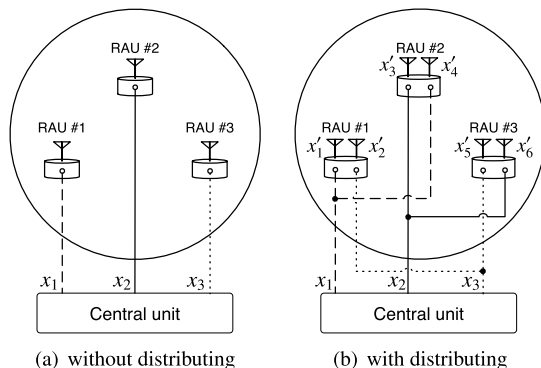 RAU #2
RAU #1
RAU #3
x1
x2
x3
Central unit
(a) without distributing
RAU #2
x′3
x′4
RAU #1
RAU #3
x′1
x′2
x′5
x′6
x1
x2
x3
Central unit
(b) with distributing